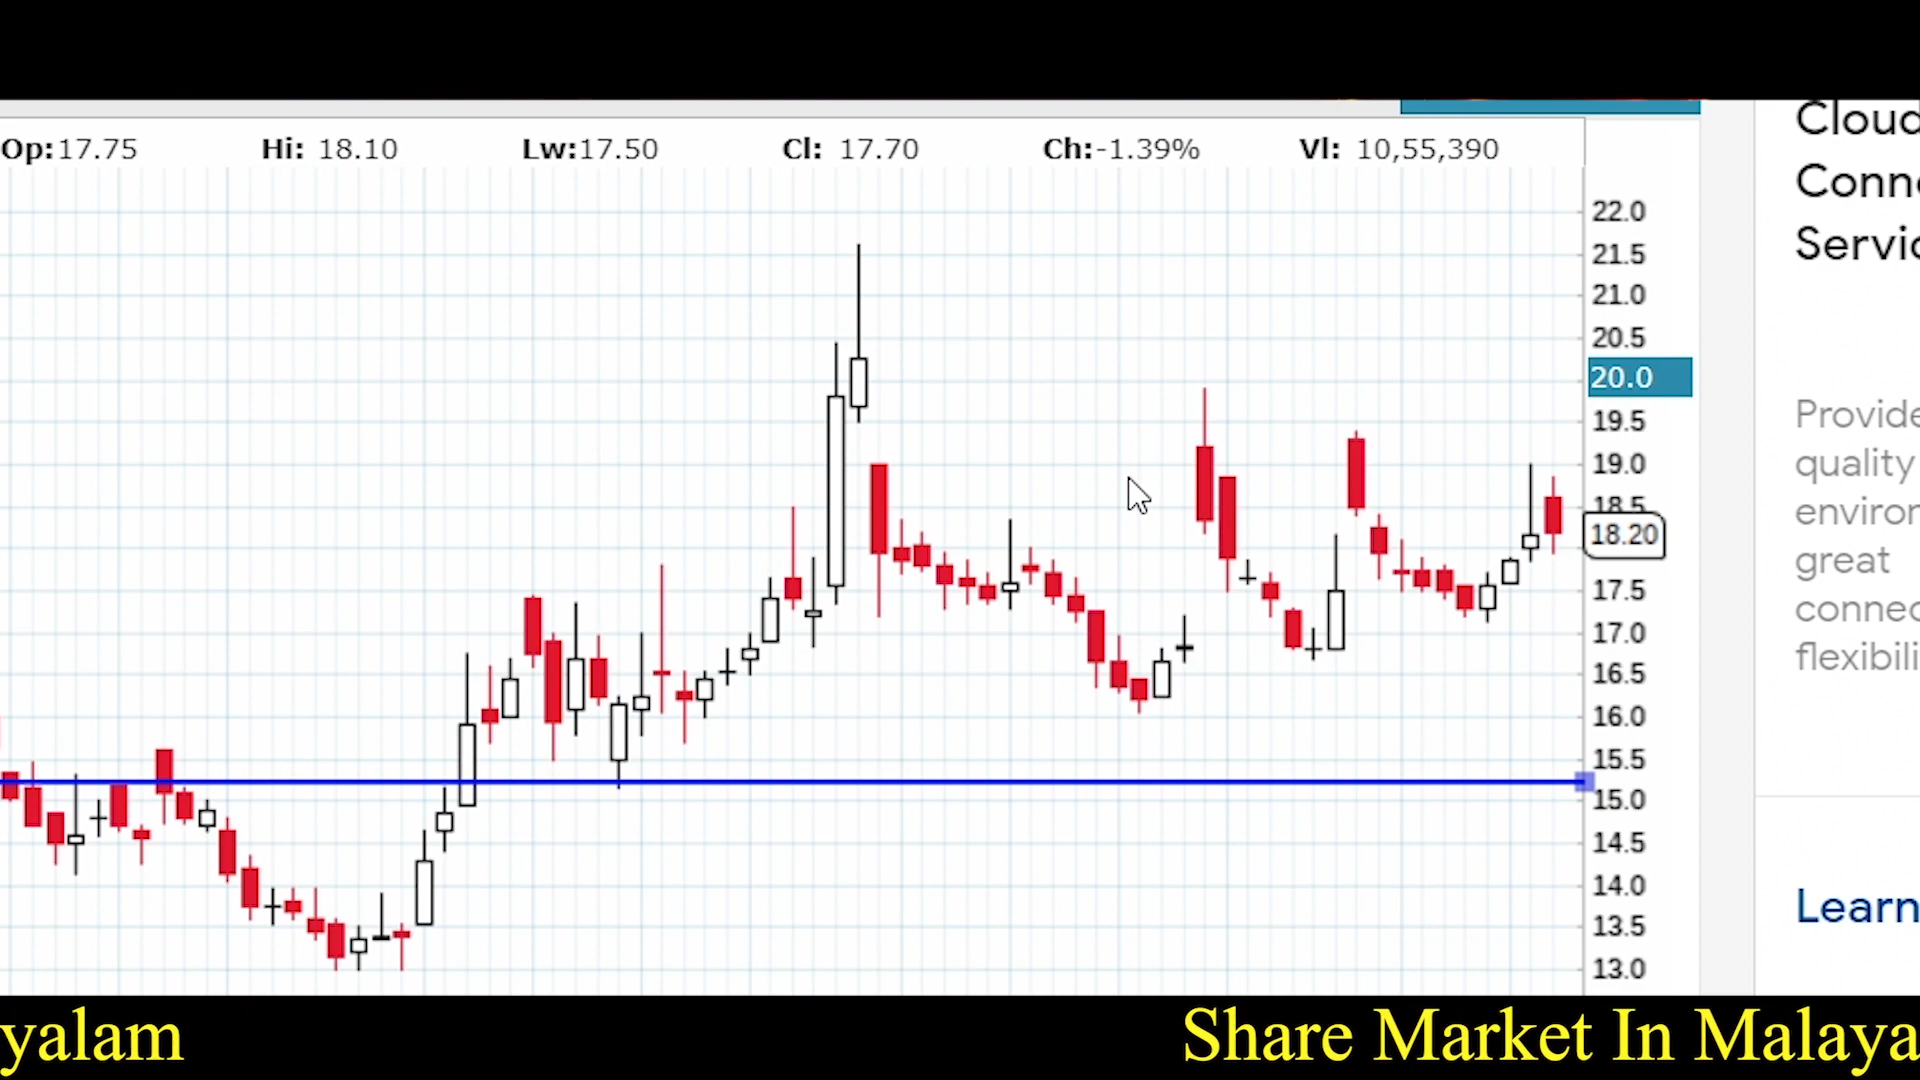 Op:17.75 Hi: 18.10 Lw:17.50 Cl: 17.70 Ch:-1.39% Vl: 10,55,390
22.0
21.5
21.0
20.5
20.0
19.5
19.0
18.5
18.20
17.5
17.0
16.5
16.0
15.5
15.0
14.5
14.0
13.5
13.0
Cloud
Conn
Servic
Provide
quality
environ
great
connec
flexibili
Learn
yalam Share Market In Malaya